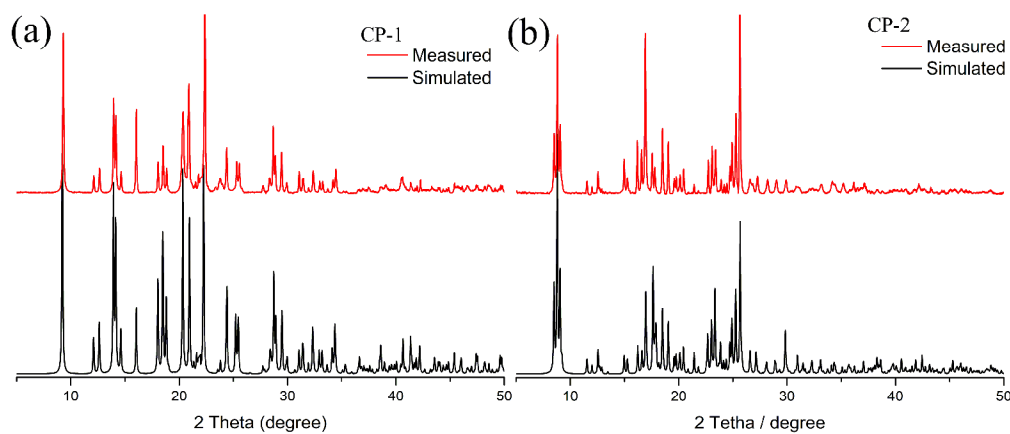 (a)
CP-1
Measured
Simulated
10 20 30 40 50
2 Theta (degree)
(b)
CP-2
Measured
Simulated
10 20 30 40 50
2 Tetha / degree